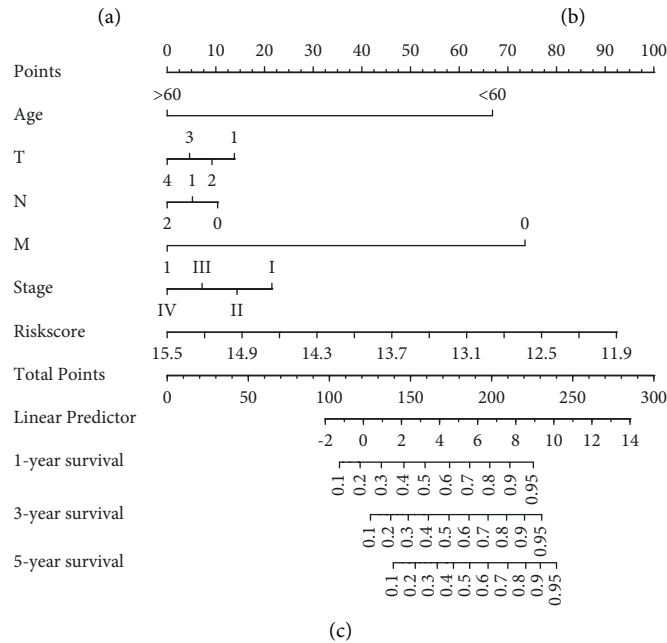 (a) (b)
Points 0 10 20 30 40 50 60 70 80 90 100
Age >60 <60
T 3 1
4 2
N 1
2 0
M 0
1
Stage III I
IV II
Riskscore
15.5 14.9 14.3 13.7 13.1 12.5 11.9
Total Points
0 50 100 150 200 250 300
Linear Predictor
-2 0 2 4 6 8 10 12 14
1-year survival
0.1 0.2 0.3 0.4 0.5 0.6 0.7 0.8 0.9 0.95
3-year survival
0.1 0.2 0.3 0.4 0.5 0.6 0.7 0.8 0.9 0.95
5-year survival
0.1 0.2 0.3 0.4 0.5 0.6 0.7 0.8 0.9 0.95
(c)